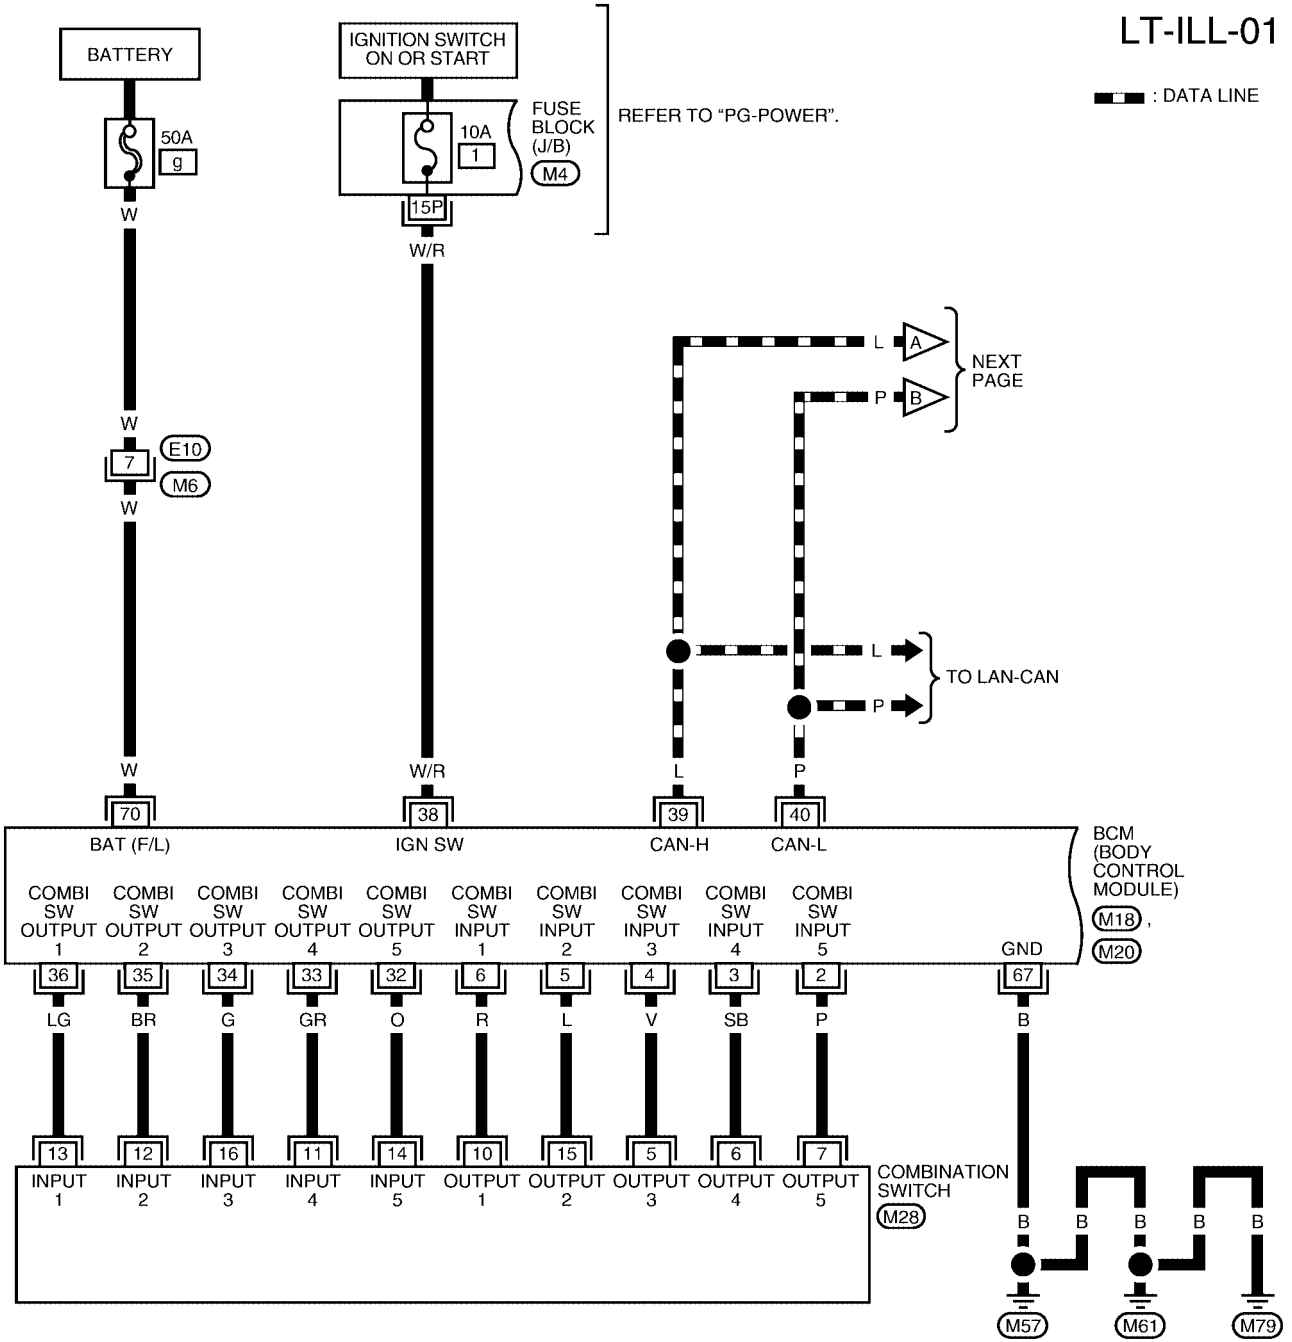 LT-ILL-01
: DATA LINE
BATTERY
50A
g
W
IGNITION SWITCH
ON OR START
FUSE
BLOCK
(J/B)
M4
10A
1
15P
W/R
REFER TO “PG-POWER”.
W
7
E10
M6
W
L
A
P
B
NEXT
PAGE
L
P
TO LAN-CAN
W
W/R
L
P
70
38
39
40
BAT (F/L)
IGN SW
CAN-H
CAN-L
BCM
(BODY
CONTROL
MODULE)
M18 ,
M20
COMBI COMBI COMBI COMBI COMBI COMBI COMBI COMBI COMBI COMBI
SW SW SW SW SW SW SW SW SW SW
OUTPUT OUTPUT OUTPUT OUTPUT OUTPUT INPUT INPUT INPUT INPUT INPUT
1 2 3 4 5 1 2 3 4 5 GND
36 35 34 33 32 6 5 4 3 2 67
LG BR G GR O R L V SB P B
13 12 16 11 14 10 15 5 6 7
INPUT INPUT INPUT INPUT INPUT OUTPUT OUTPUT OUTPUT OUTPUT OUTPUT
1 2 3 4 5 1 2 3 4 5
COMBINATION
SWITCH
M28
B B B B B
M57 M61 M79